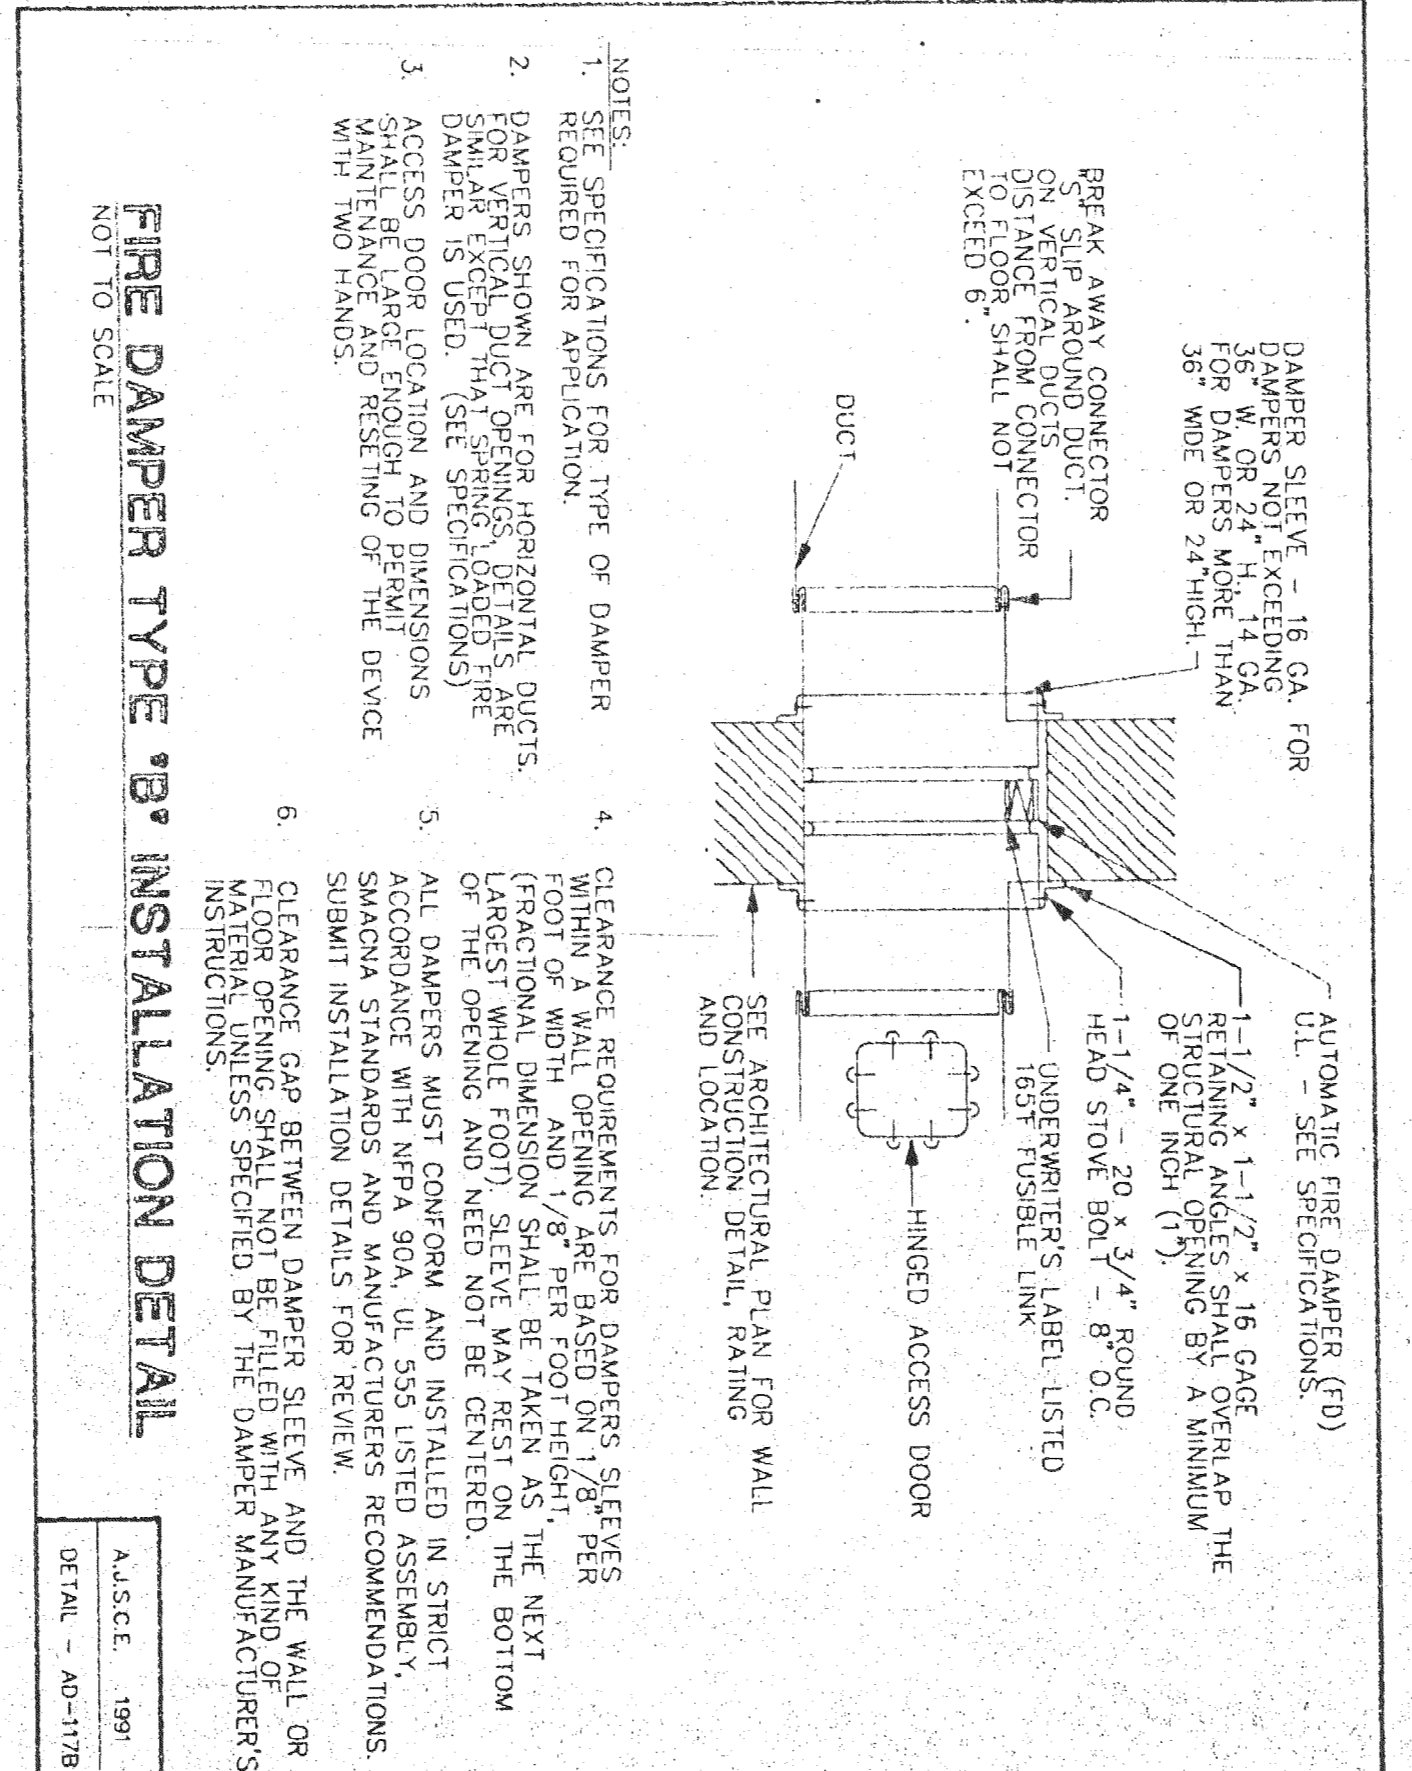 DAMPER SLEEVE - 16 GA. FOR
DAMPERS NOT EXCEEDING
36" W. OR 24" H, 14 GA.
FOR DAMPERS MORE THAN
36" WIDE OR 24"HIGH.
BREAK AWAY CONNECTOR
"S" SLIP AROUND DUCT.
ON VERTICAL DUCTS
DISTANCE FROM CONNECTOR
TO FLOOR SHALL NOT
EXCEED 6".
DUCT
AUTOMATIC FIRE DAMPER (FD)
U.L. - SEE SPECIFICATIONS.
1-1/2" x 1-1/2" x 16 GAGE
RETAINING ANGLES SHALL OVERLAP THE
STRUCTURAL OPENING BY A MINIMUM
OF ONE INCH (1").
1-1/4" - 20 x 3/4" ROUND
HEAD STOVE BOLT - 8" O.C.
UNDERWRITER'S LABEL LISTED
165F FUSIBLE LINK
HINGED ACCESS DOOR
SEE ARCHITECTURAL PLAN FOR WALL
CONSTRUCTION DETAIL, RATING
AND LOCATION.
NOTES:
1. SEE SPECIFICATIONS FOR TYPE OF DAMPER
REQUIRED FOR APPLICATION.
2. DAMPERS SHOWN ARE FOR HORIZONTAL DUCTS.
FOR VERTICAL DUCT OPENINGS, DETAILS ARE
SIMILAR EXCEPT THAT SPRING LOADED FIRE
DAMPER IS USED. (SEE SPECIFICATIONS)
3. ACCESS DOOR LOCATION AND DIMENSIONS
SHALL BE LARGE ENOUGH TO PERMIT
MAINTENANCE AND RESETING OF THE DEVICE
WITH TWO HANDS.
4. CLEARANCE REQUIREMENTS FOR DAMPERS SLEEVES
WITHIN A WALL OPENING ARE BASED ON 1/8" PER
FOOT OF WIDTH AND 1/8" PER FOOT HEIGHT,
(FRACTIONAL DIMENSION SHALL BE TAKEN AS THE NEXT
LARGEST WHOLE FOOT). SLEEVE MAY REST ON THE BOTTOM
OF THE OPENING AND NEED NOT BE CENTERED.
5. ALL DAMPERS MUST CONFORM AND INSTALLED IN STRICT
ACCORDANCE WITH NFPA 90A, UL 555 LISTED ASSEMBLY,
SMACNA STANDARDS AND MANUFACTURERS RECOMMENDATIONS.
SUBMIT INSTALLATION DETAILS FOR REVIEW.
6. CLEARANCE GAP BETWEEN DAMPER SLEEVE AND THE WALL OR
FLOOR OPENING SHALL NOT BE FILLED WITH ANY KIND OF
MATERIAL UNLESS SPECIFIED BY THE DAMPER MANUFACTURER'S
INSTRUCTIONS.
FIRE DAMPER TYPE 'B' INSTALLATION DETAIL
NOT TO SCALE
A.J.S.C.E. 1991
DETAIL - AD-117B